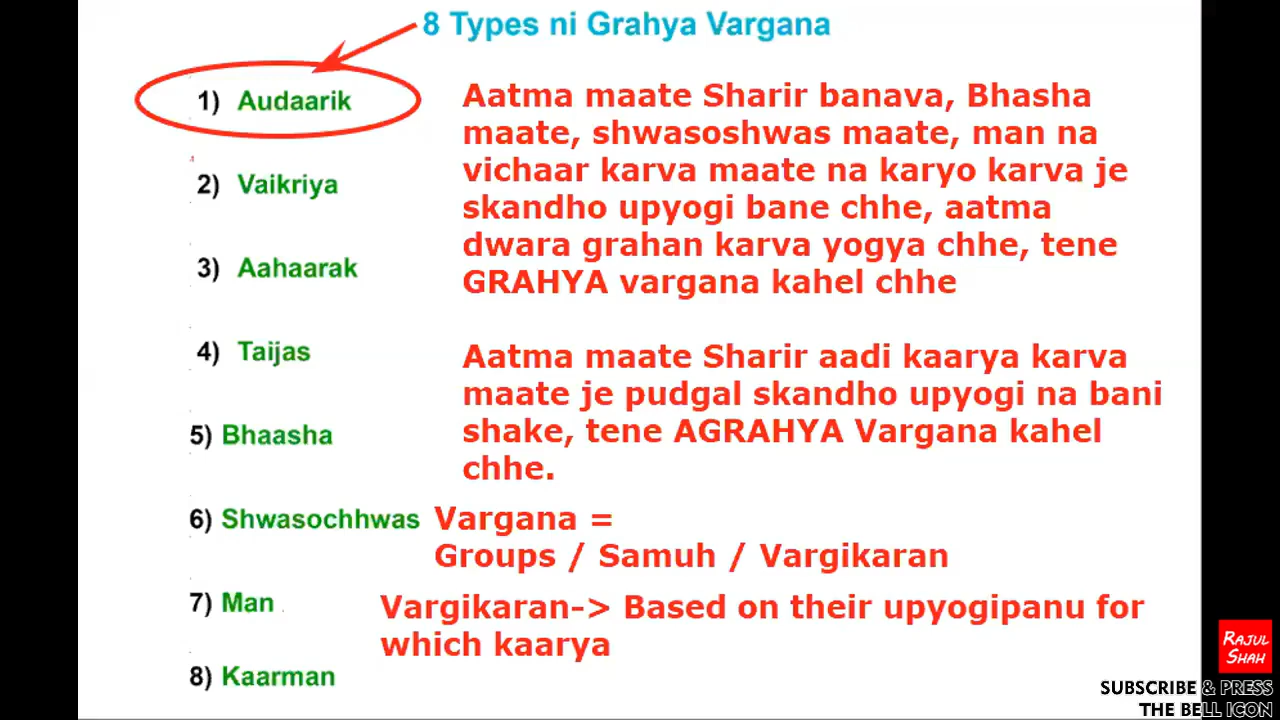 8 Types ni Grahya Vargana
1) Audaarik
2) Vaikriya
3) Aahaarak
4) Taijas
5) Bhaasha
6) Shwasochhwas
7) Man
8) Kaarman
Aatma maate Sharir banava, Bhasha
maate, shwasoshwas maate, man na
vichaar karva maate na karyo karva je
skandho upyogi bane chhe, aatma
dwara grahan karva yogya chhe, tene
GRAHYA vargana kahel chhe
Aatma maate Sharir aadi kaarya karva
maate je pudgal skandho upyogi na bani
shake, tene AGRAHYA Vargana kahel
chhe.
Vargana =
Groups / Samuh / Vargikaran
Vargikaran-> Based on their upyogipanu for
which kaarya
RAJUL
SHAH
SUBSCRIBE & PRESS
THE BELL ICON